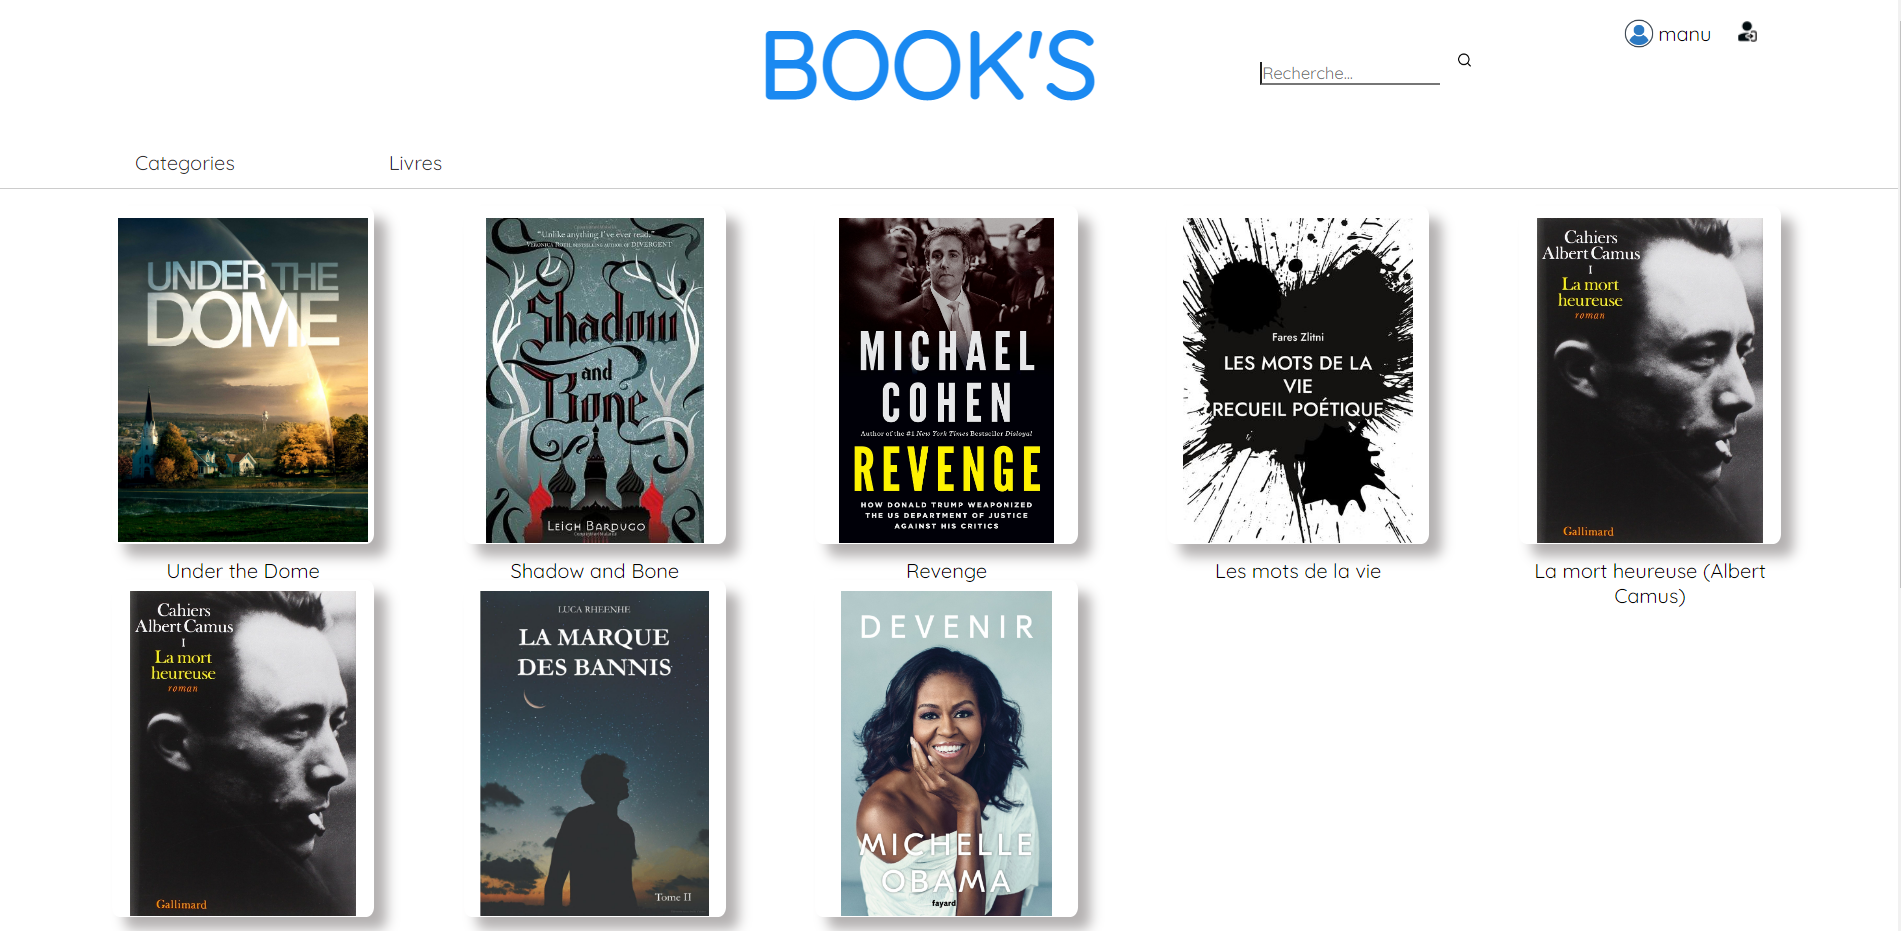 BOOK'S
Recherche...
manu
Categories
Livres
UNDER THE
DOME
"Unlike anything I've ever read."
VERONICA ROTH, BESTSELLING AUTHOR OF DIVERGENT
Shadow
and
Bone
LEIGH BARDUGO
MICHAEL
COHEN
Author of the #1 New York Times Bestseller Disloyal
REVENGE
HOW DONALD TRUMP WEAPONIZED
THE US DEPARTMENT OF JUSTICE
AGAINST HIS CRITICS
Fares Zlitni
LES MOTS DE LA
VIE
RECUEIL POÉTIQUE
Cahiers
Albert Camus
I
La mort
heureuse
roman
Gallimard
Under the Dome
Shadow and Bone
Revenge
Les mots de la vie
La mort heureuse (Albert
Camus)
Cahiers
Albert Camus
I
La mort
heureuse
roman
Gallimard
LUCA RHEENHE
LA MARQUE
DES BANNIS
Tome II
DEVENIR
MICHELLE
OBAMA
fayard